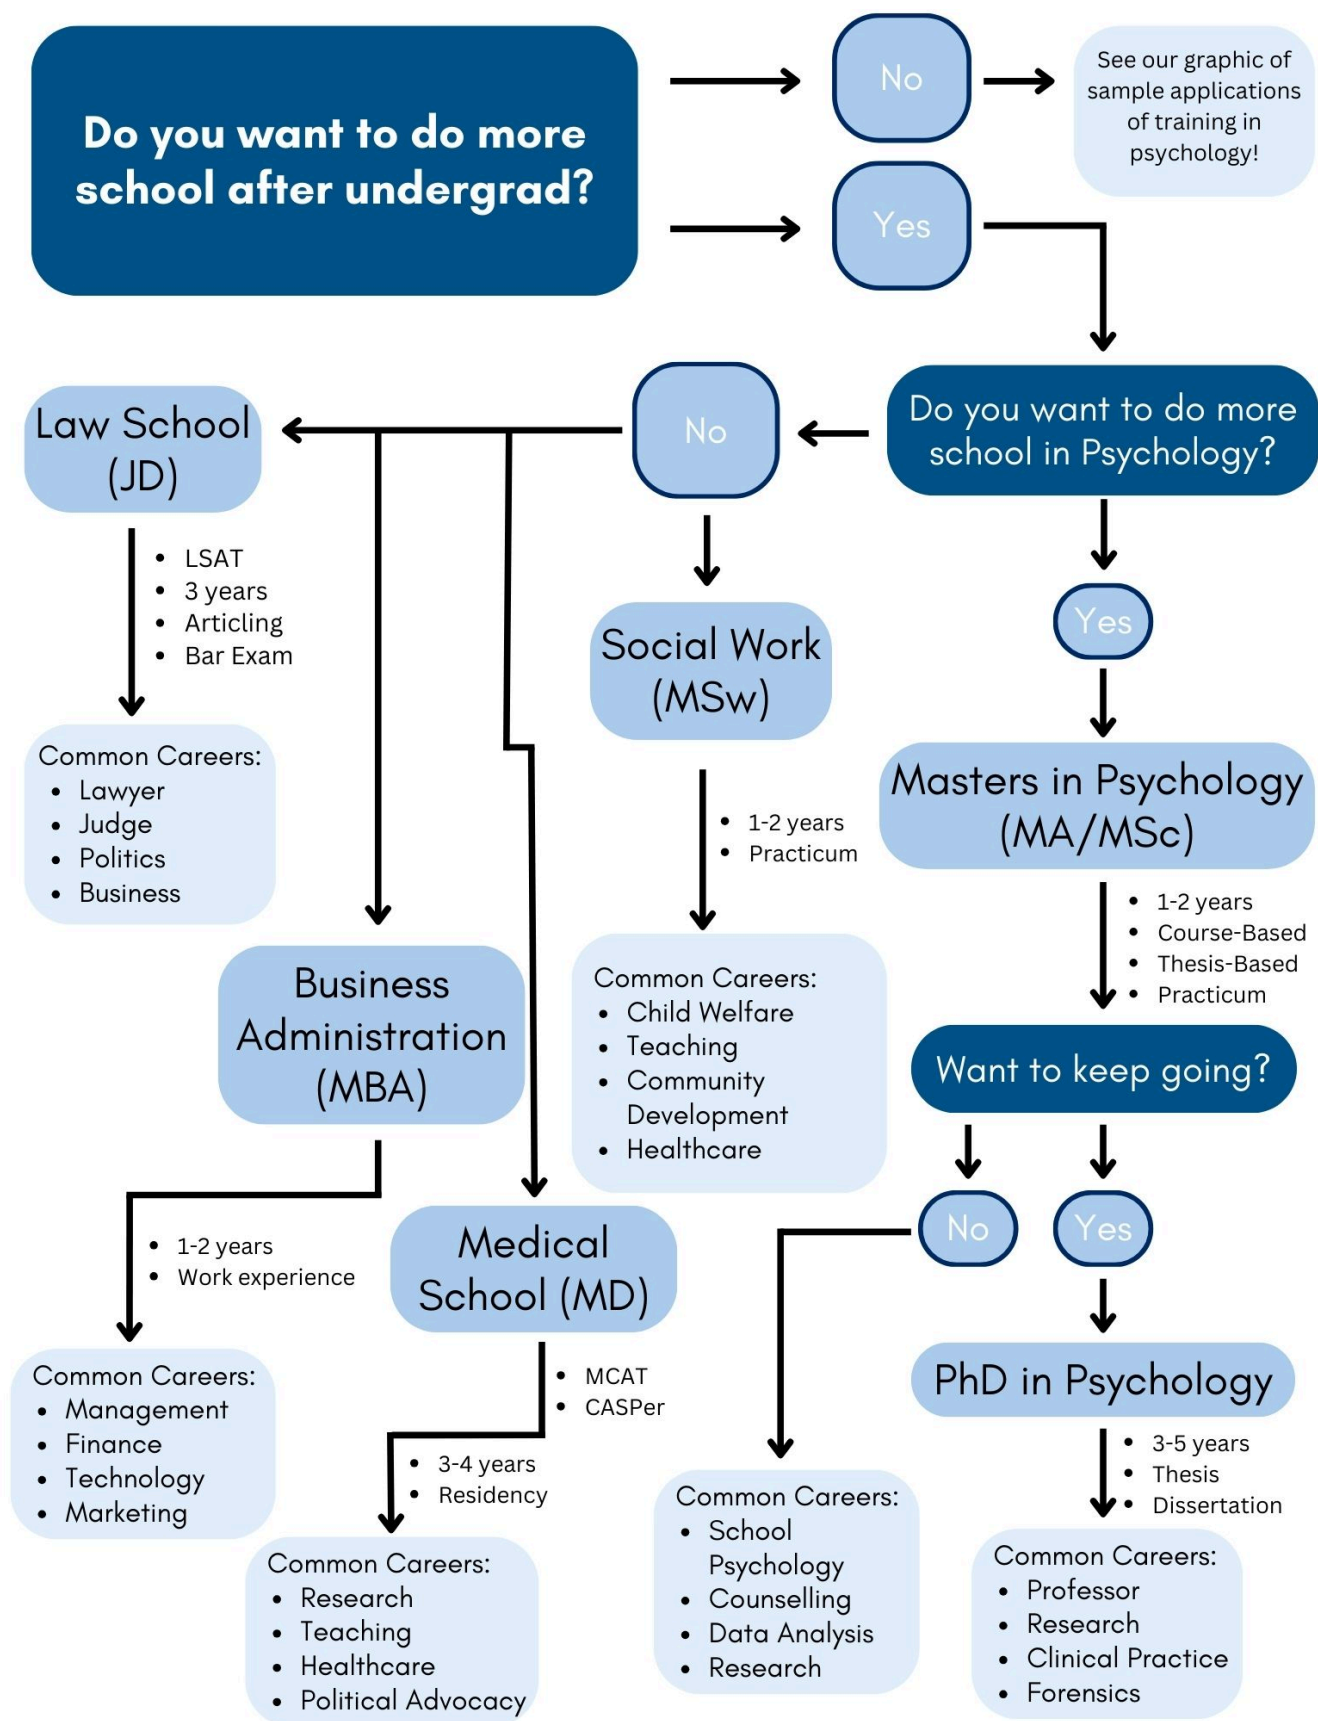 Do you want to do more
school after undergrad?
No
See our graphic of
sample applications
of training in
psychology!
Yes
Do you want to do more
school in Psychology?
No
Law School
(JD)
• LSAT
• 3 years
• Articling
• Bar Exam
Common Careers:
• Lawyer
• Judge
• Politics
• Business
Business
Administration
(MBA)
• 1-2 years
• Work experience
Common Careers:
• Management
• Finance
• Technology
• Marketing
Medical
School (MD)
• MCAT
• CASPer
• 3-4 years
• Residency
Common Careers:
• Research
• Teaching
• Healthcare
• Political Advocacy
Social Work
(MSw)
• 1-2 years
• Practicum
Common Careers:
• Child Welfare
• Teaching
• Community
Development
• Healthcare
Yes
Masters in Psychology
(MA/MSc)
• 1-2 years
• Course-Based
• Thesis-Based
• Practicum
Want to keep going?
No
Yes
Common Careers:
• School
Psychology
• Counselling
• Data Analysis
• Research
PhD in Psychology
• 3-5 years
• Thesis
• Dissertation
Common Careers:
• Professor
• Research
• Clinical Practice
• Forensics